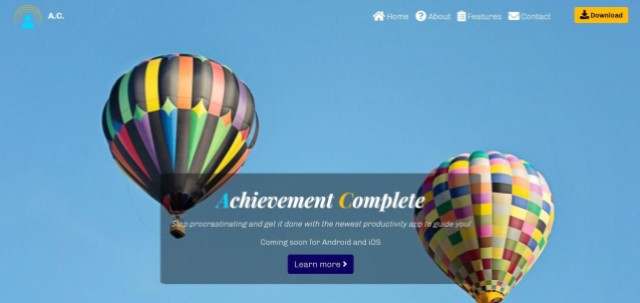 A.C.
Home About Features Contact Download
Achievement Complete
Stop procrastinating and get it done with the newest productivity app to guide you!
Coming soon for Android and iOS
Learn more